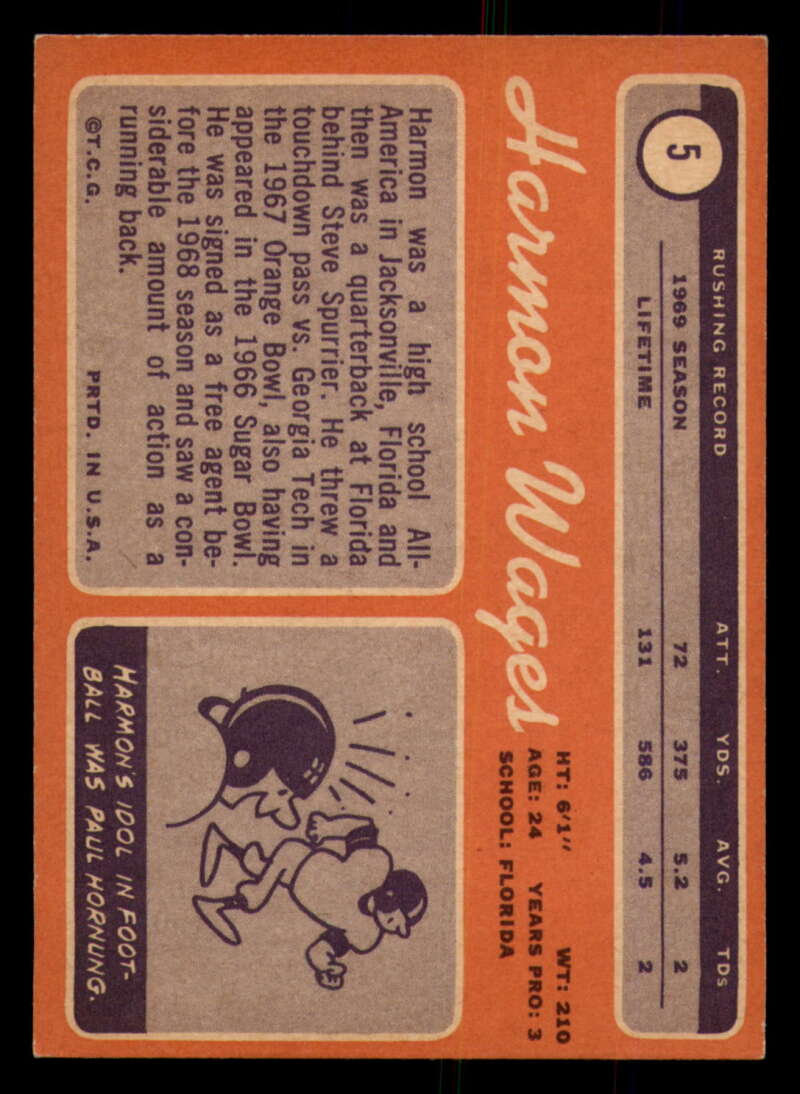 5
RUSHING RECORD ATT. YDS. AVG. TDs
1969 SEASON 72 375 5.2 2
LIFETIME 131 586 4.5 2
Harmon Wages
HT: 6'1" WT: 210
AGE: 24 YEARS PRO: 3
SCHOOL: FLORIDA
Harmon was a high school All-
America in Jacksonville, Florida and
then was a quarterback at Florida
behind Steve Spurrier. He threw a
touchdown pass vs. Georgia Tech in
the 1967 Orange Bowl, also having
appeared in the 1966 Sugar Bowl.
He was signed as a free agent be-
fore the 1968 season and saw a con-
siderable amount of action as a
running back.
©T.C.G. PRTD. IN U.S.A.
HARMON'S IDOL IN FOOT-
BALL WAS PAUL HORNUNG.